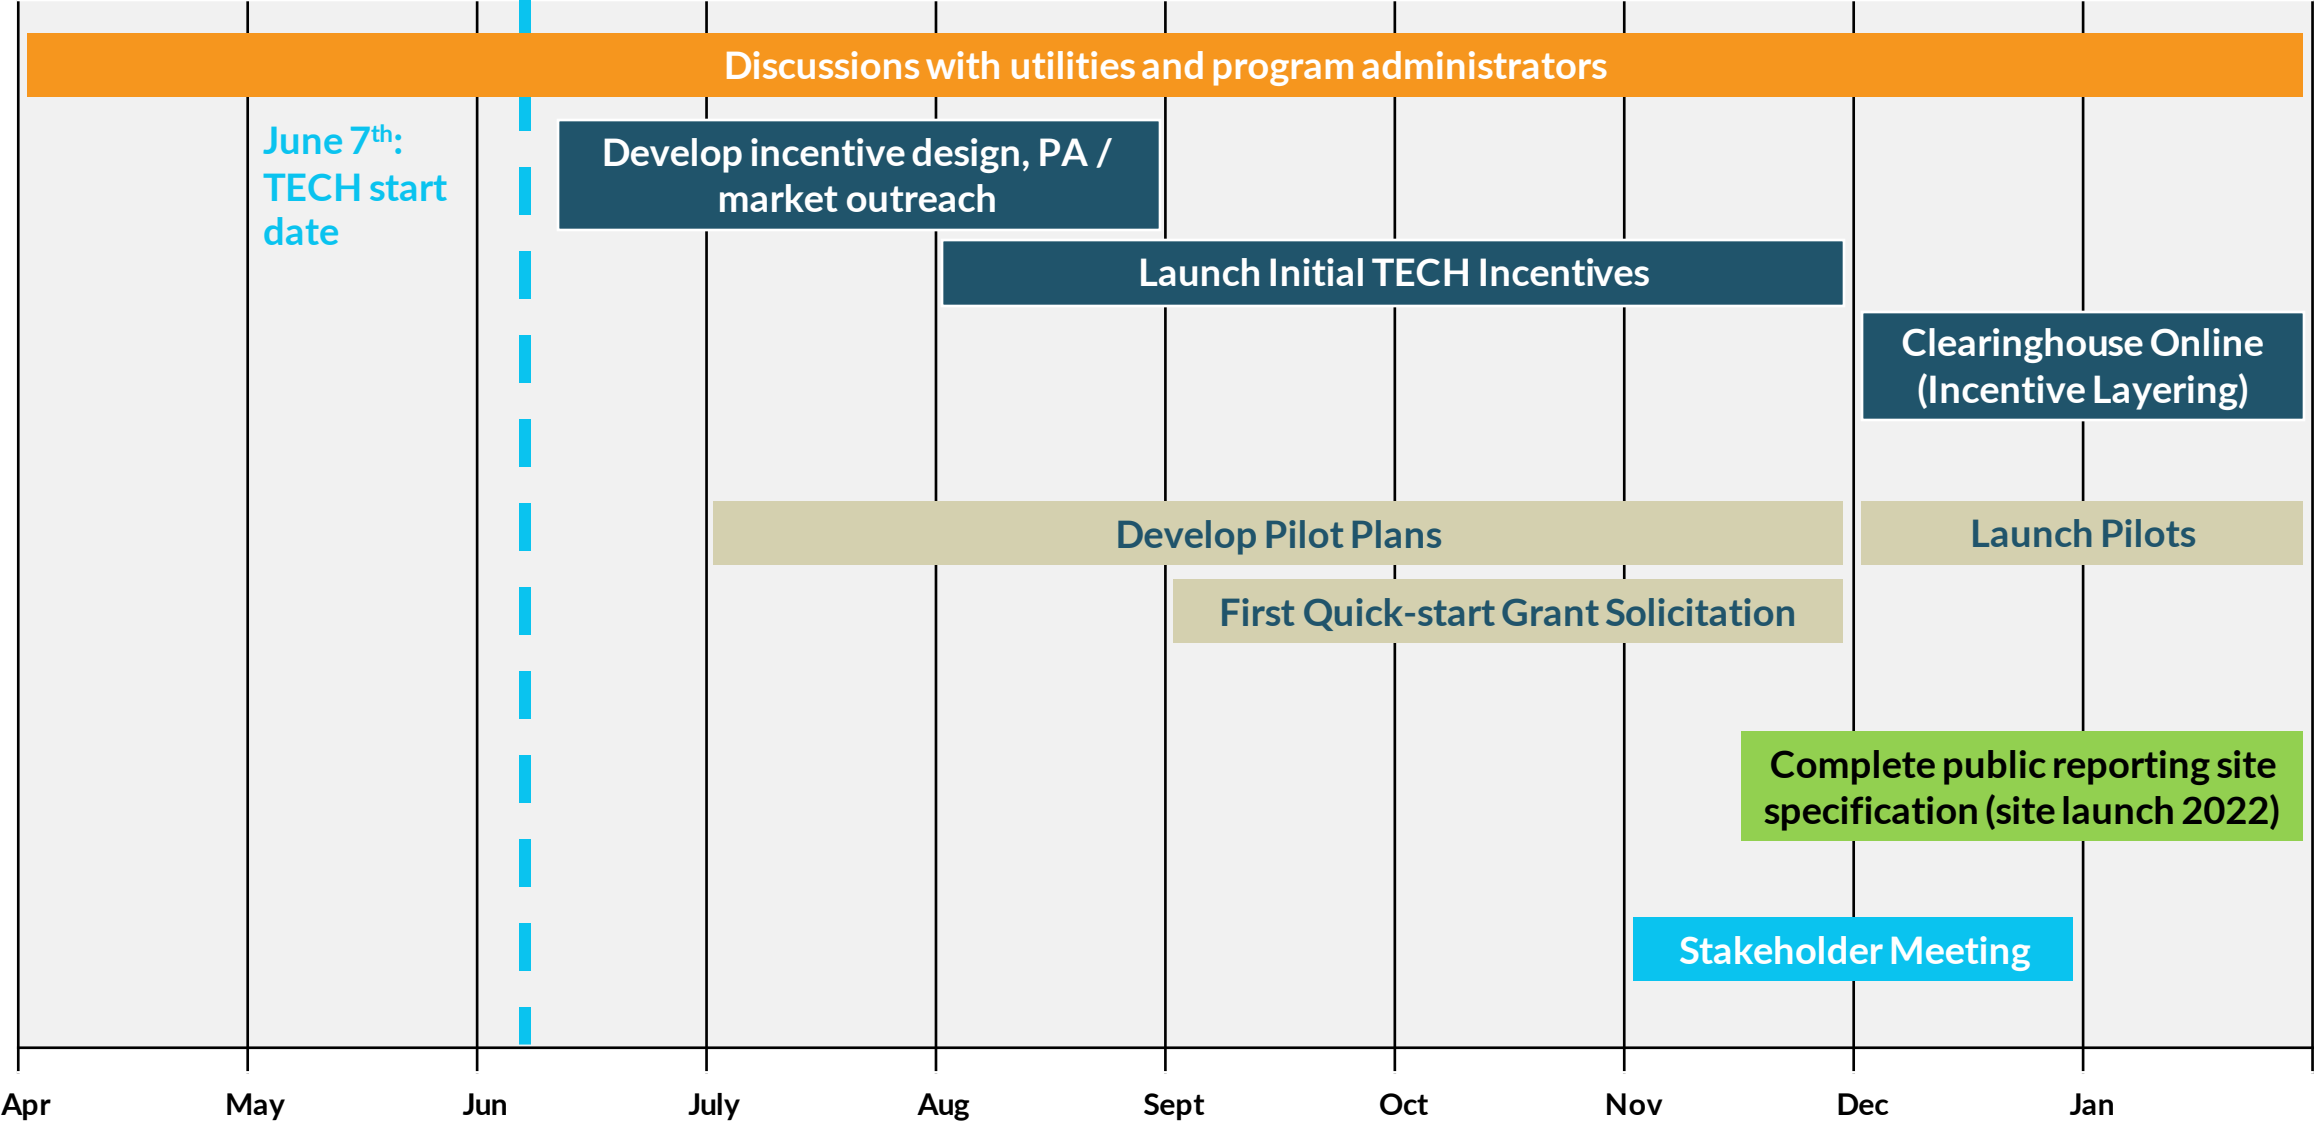 Discussions with utilities and program administrators
June 7th:
TECH start
date
Develop incentive design, PA /
market outreach
Launch Initial TECH Incentives
Clearinghouse Online
(Incentive Layering)
Develop Pilot Plans
Launch Pilots
First Quick-start Grant Solicitation
Complete public reporting site
specification (site launch 2022)
Stakeholder Meeting
Apr May Jun July Aug Sept Oct Nov Dec Jan